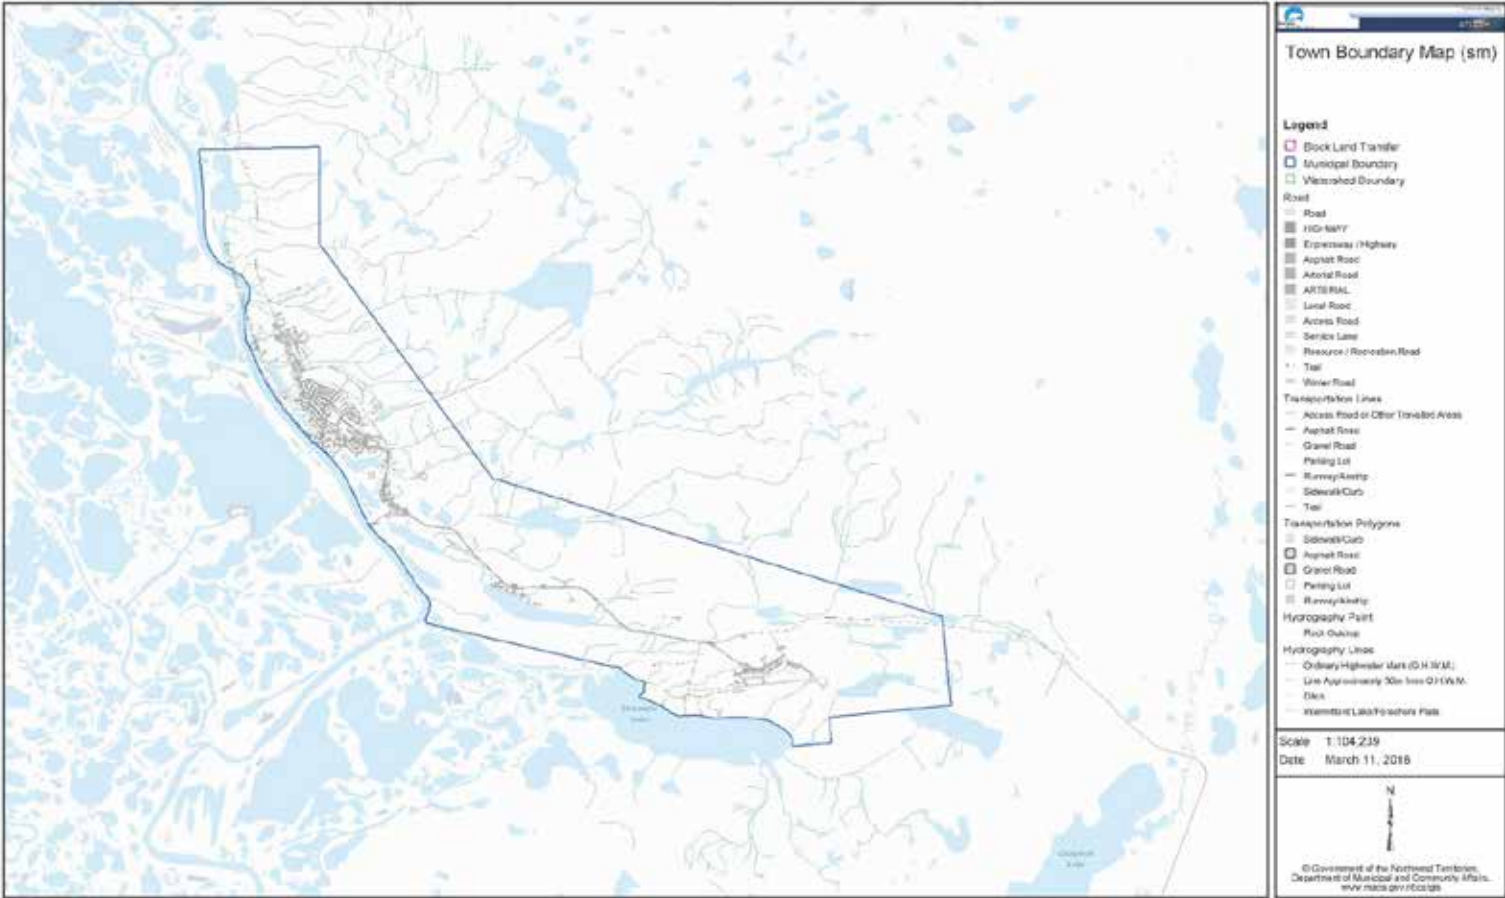 ATLAS
Town Boundary Map (sm)
Legend
Block Land Transfer
Municipal Boundary
Watershed Boundary
Road
Road
HIGHWAY
Expressway / Highway
Asphalt Road
Arterial Road
ARTERIAL
Local Road
Access Road
Service Lane
Resource / Recreation Road
Trail
Winter Road
Transportation Lines
Access Road or Other Travelled Areas
Asphalt Road
Gravel Road
Parking Lot
Runway/Airstrip
Sidewalk/Curb
Trail
Transportation Polygons
Sidewalk/Curb
Asphalt Road
Gravel Road
Parking Lot
Runway/Airstrip
Hydrography Point
Rock Outcrop
Hydrography Lines
Ordinary Highwater Mark (O.H.W.M.)
Line Approximately 30m from O.H.W.M.
Ditch
Intermittent Lake/Foreshore Flats
Scale 1:104,239
Date March 11, 2018
N
© Government of the Northwest Territories,
Department of Municipal and Community Affairs.
Lake
Lake